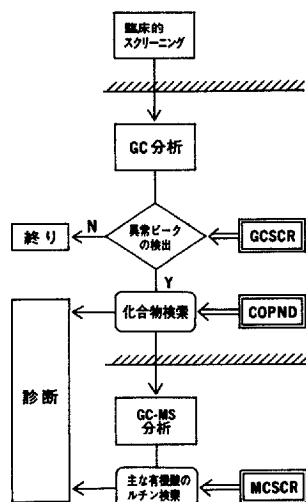 臨床的
スクリーニング
GC 分析
異常ピーク
の検出
N
終り
GCSCR
Y
化合物検索
COPND
診断
GC-MS
分析
主な有機酸の
ルチン検索
MCSCR